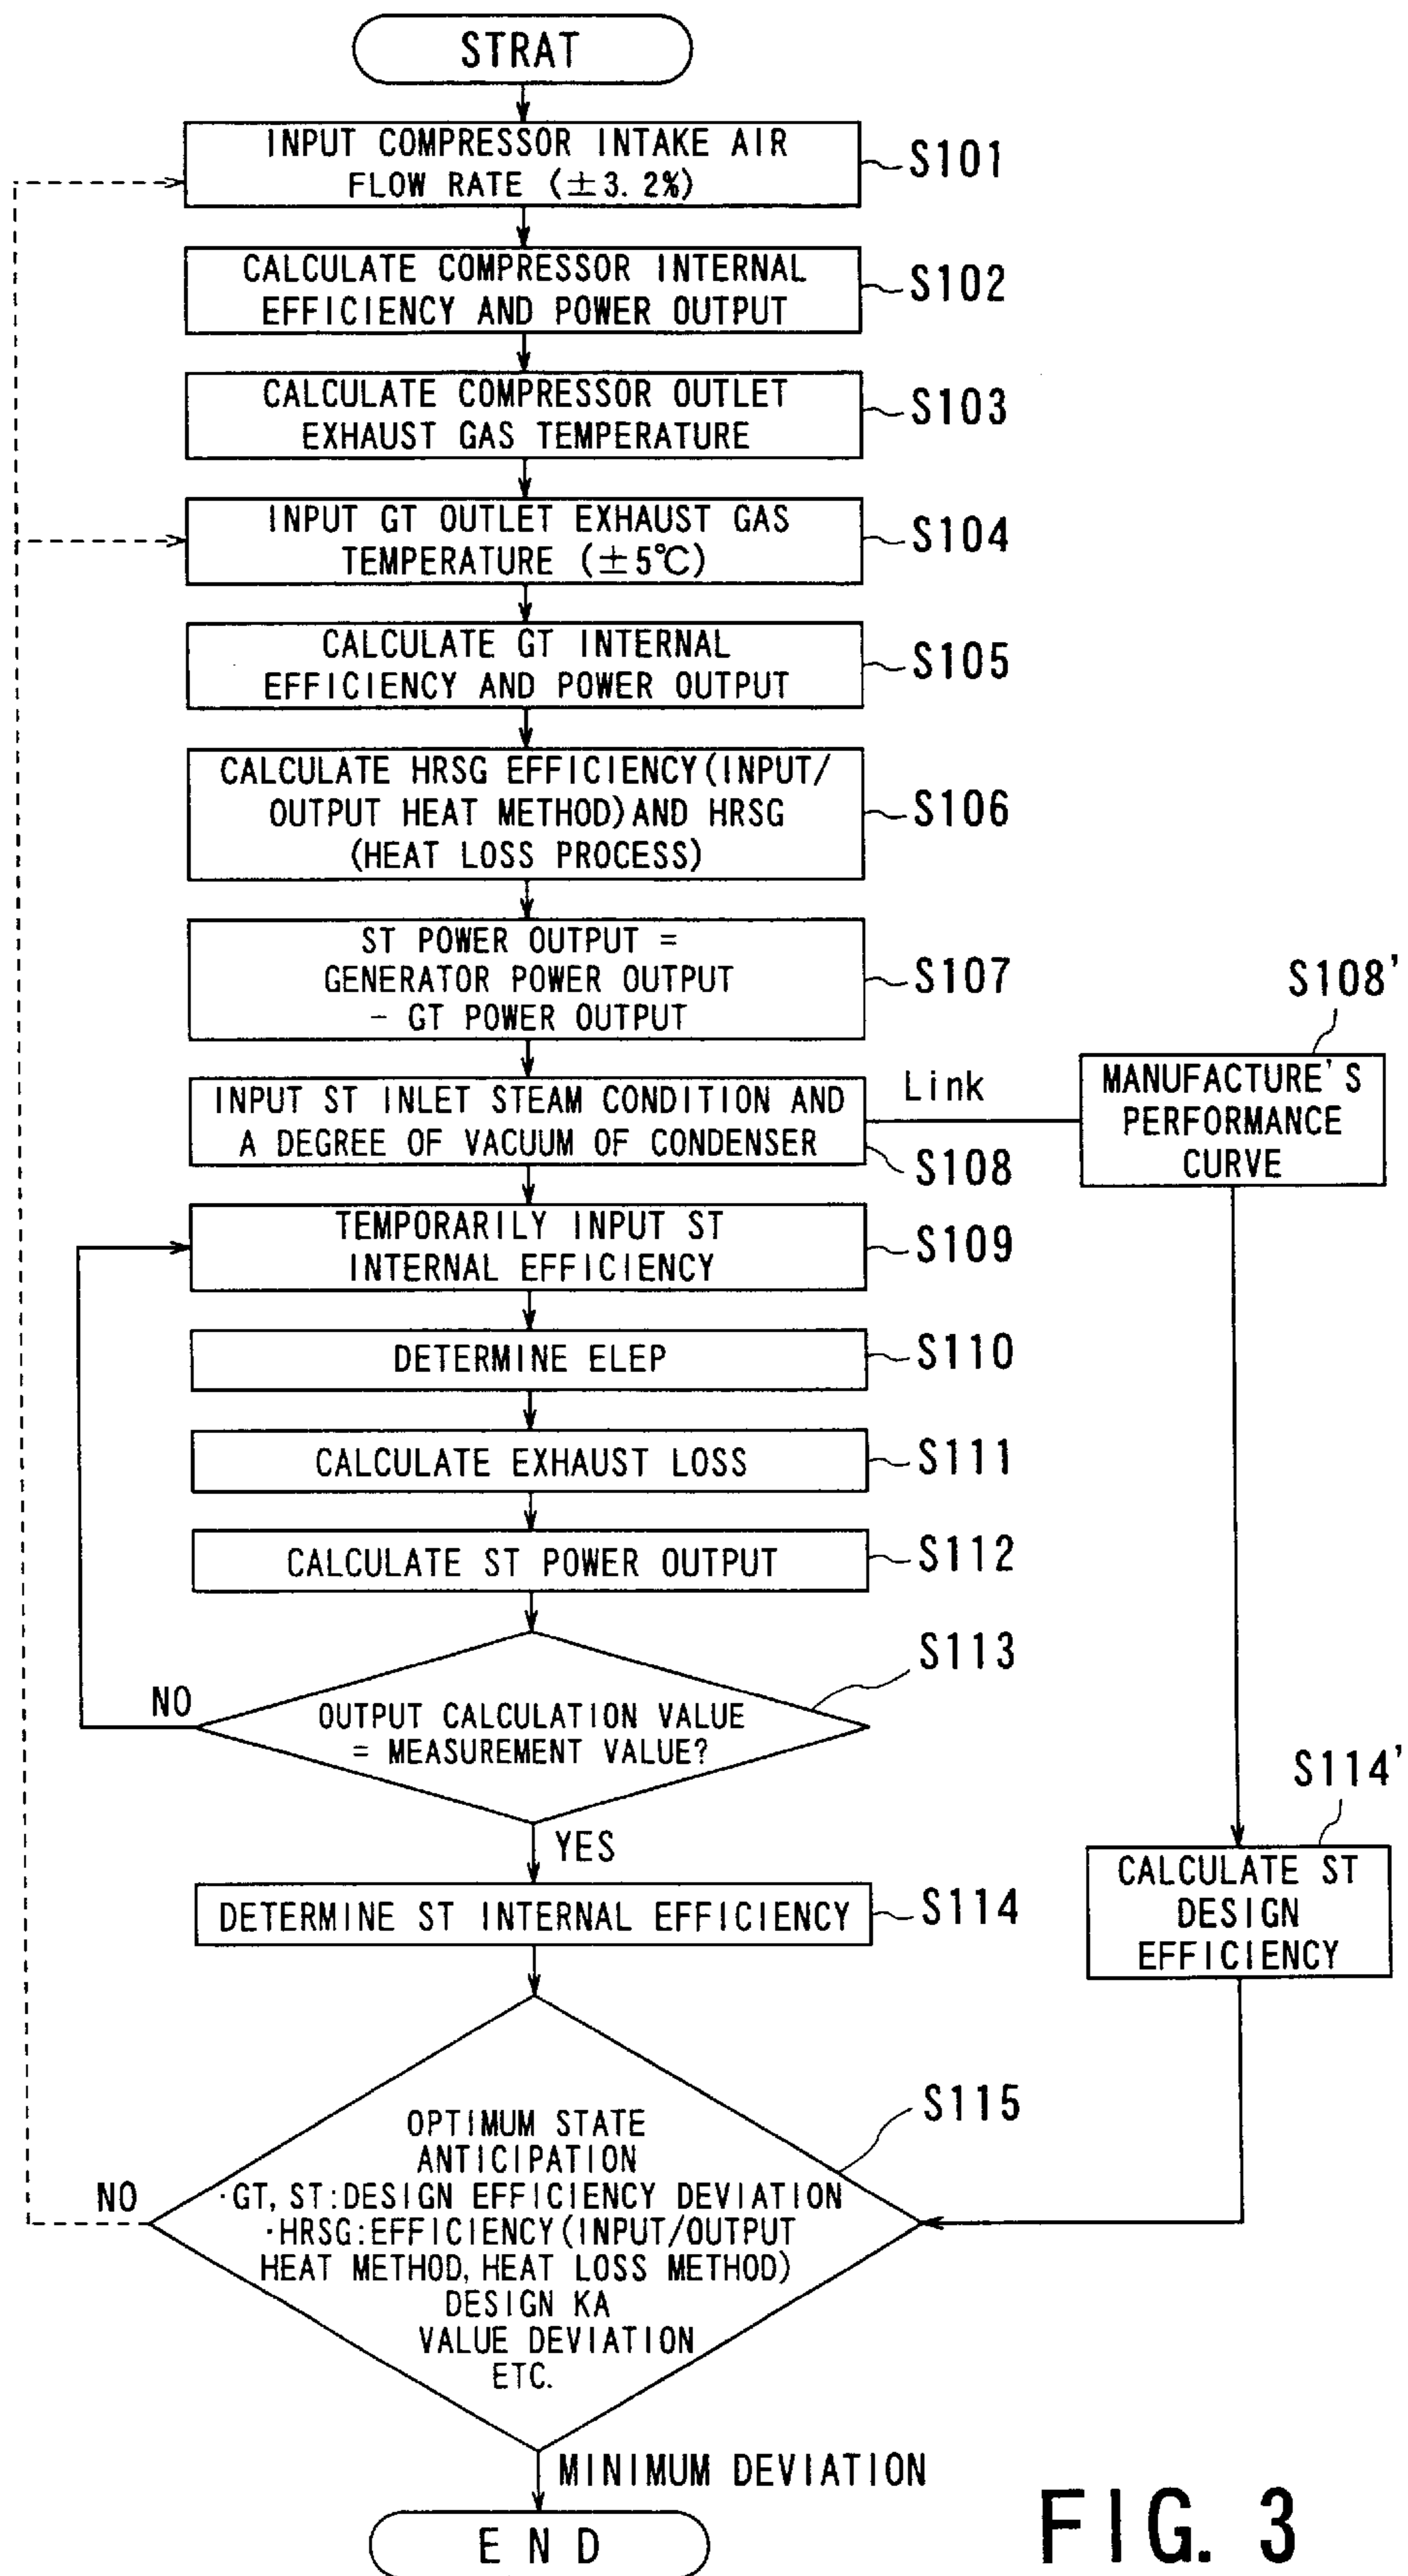 STRAT
INPUT COMPRESSOR INTAKE AIR
FLOW RATE (±3.2%)
S101
CALCULATE COMPRESSOR INTERNAL
EFFICIENCY AND POWER OUTPUT
S102
CALCULATE COMPRESSOR OUTLET
EXHAUST GAS TEMPERATURE
S103
INPUT GT OUTLET EXHAUST GAS
TEMPERATURE (±5℃)
S104
CALCULATE GT INTERNAL
EFFICIENCY AND POWER OUTPUT
S105
CALCULATE HRSG EFFICIENCY(INPUT/
OUTPUT HEAT METHOD)AND HRSG
(HEAT LOSS PROCESS)
S106
ST POWER OUTPUT =
GENERATOR POWER OUTPUT
- GT POWER OUTPUT
S107
INPUT ST INLET STEAM CONDITION AND
A DEGREE OF VACUUM OF CONDENSER
S108
Link
S108'
MANUFACTURE'S
PERFORMANCE
CURVE
TEMPORARILY INPUT ST
INTERNAL EFFICIENCY
S109
DETERMINE ELEP
S110
CALCULATE EXHAUST LOSS
S111
CALCULATE ST POWER OUTPUT
S112
OUTPUT CALCULATION VALUE
= MEASUREMENT VALUE?
S113
NO
YES
DETERMINE ST INTERNAL EFFICIENCY
S114
S114'
CALCULATE ST
DESIGN
EFFICIENCY
OPTIMUM STATE
ANTICIPATION
·GT, ST:DESIGN EFFICIENCY DEVIATION
·HRSG:EFFICIENCY(INPUT/OUTPUT
HEAT METHOD, HEAT LOSS METHOD)
DESIGN KA
VALUE DEVIATION
ETC.
S115
NO
MINIMUM DEVIATION
END
FIG. 3